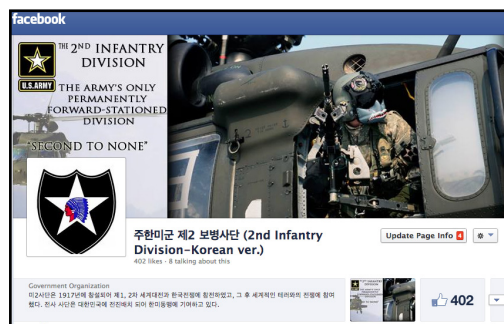 facebook
THE 2ND INFANTRY
DIVISION
U.S.ARMY
THE ARMY'S ONLY
PERMANENTLY
FORWARD-STATIONED
DIVISION
"SECOND TO NONE"
주한미군 제2 보병사단 (2nd Infantry
Division-Korean ver.)
402 likes · 8 talking about this
Update Page Info 4
Government Organization
미2사단은 1917년에 창설되어 제1, 2차 세계대전과 한국전쟁에 참전하였고, 그 후 세계적인 테러와의 전쟁에 참여
했다. 전사 사단은 대한민국에 전진배치 되어 한미동맹에 기여하고 있다.
402